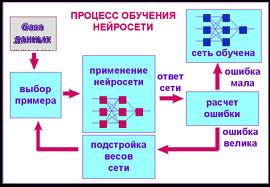 ПРОЦЕСС ОБУЧЕНИЯ
НЕЙРОСЕТИ
база
данных
сеть обучена
выбор
примера
применение
нейросети
ответ
сети
ошибка
мала
расчет
ошибки
ошибка
велика
подстройка
весов
сети